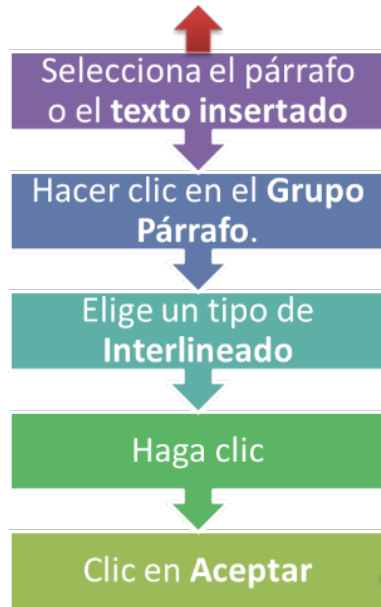 Selecciona el párrafo
o el texto insertado
Hacer clic en el Grupo
Párrafo.
Elige un tipo de
Interlineado
Haga clic
Clic en Aceptar